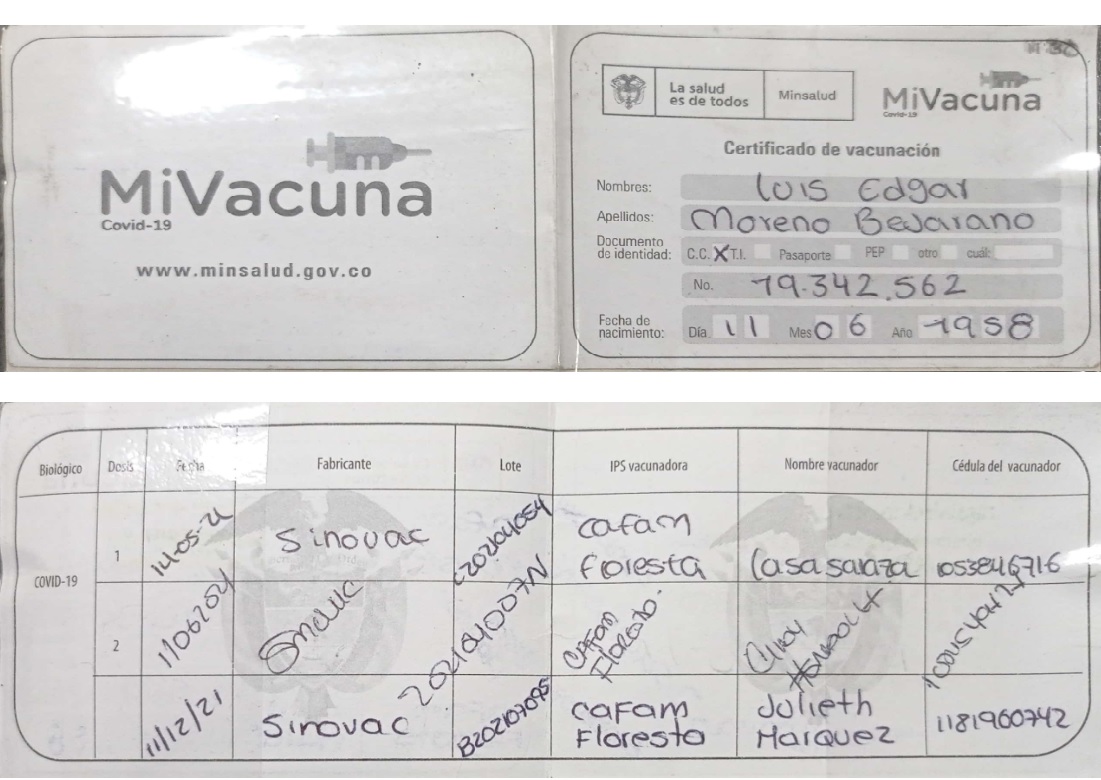 MiVacuna
Covid-19
www.minsalud.gov.co
La salud
es de todos
Minsalud
MiVacuna
Covid-19
Certificado de vacunación
Nombres: Luis Edgar
Apellidos: Moreno Bejarano
Documento
de identidad: C.C. X T.I. Pasaporte PEP otro cuál:
No. 79.342.562
Fecha de
nacimiento: Día 11 Mes 06 Año 1958
Biológico Dosis Fecha Fabricante Lote IPS vacunadora Nombre vacunador Cédula del vacunador
COVID-19
1 14-05-21 Sinovac cafam
Floresta 1053846716
2 202104007N CAFAM
11/12/21 Sinovac B202107095 cafam Julieth
Floresta Marquez 1181960742